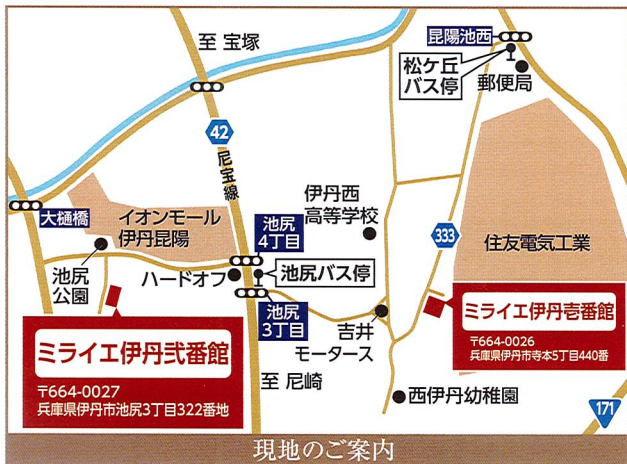 至 宝塚
昆陽池西
松ケ丘
バス停
郵便局
42
尼宝線
大樋橋
イオンモール
伊丹昆陽
池尻
4丁目
伊丹西
高等学校
333
住友電気工業
池尻
公園
ハードオフ
池尻バス停
池尻
3丁目
吉井
モータース
ミライエ伊丹弐番館
〒664-0027
兵庫県伊丹市池尻3丁目322番地
ミライエ伊丹壱番館
〒664-0026
兵庫県伊丹市寺本5丁目440番
至 尼崎
西伊丹幼稚園
171
現地のご案内